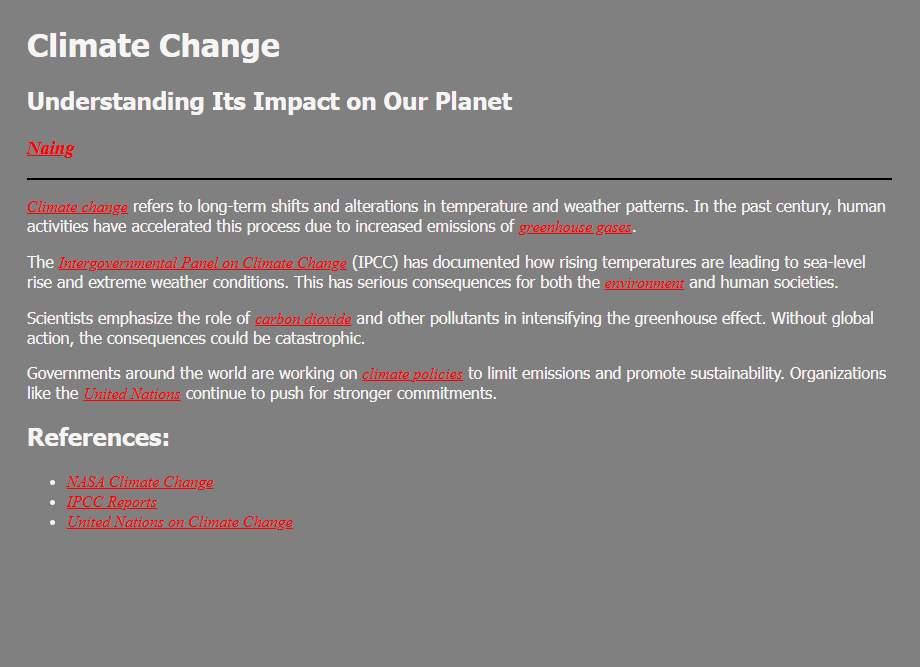 Climate Change
Understanding Its Impact on Our Planet
Naing
Climate change refers to long-term shifts and alterations in temperature and weather patterns. In the past century, human
activities have accelerated this process due to increased emissions of greenhouse gases.
The Intergovernmental Panel on Climate Change (IPCC) has documented how rising temperatures are leading to sea-level
rise and extreme weather conditions. This has serious consequences for both the environment and human societies.
Scientists emphasize the role of carbon dioxide and other pollutants in intensifying the greenhouse effect. Without global
action, the consequences could be catastrophic.
Governments around the world are working on climate policies to limit emissions and promote sustainability. Organizations
like the United Nations continue to push for stronger commitments.
References:
• NASA Climate Change
• IPCC Reports
• United Nations on Climate Change